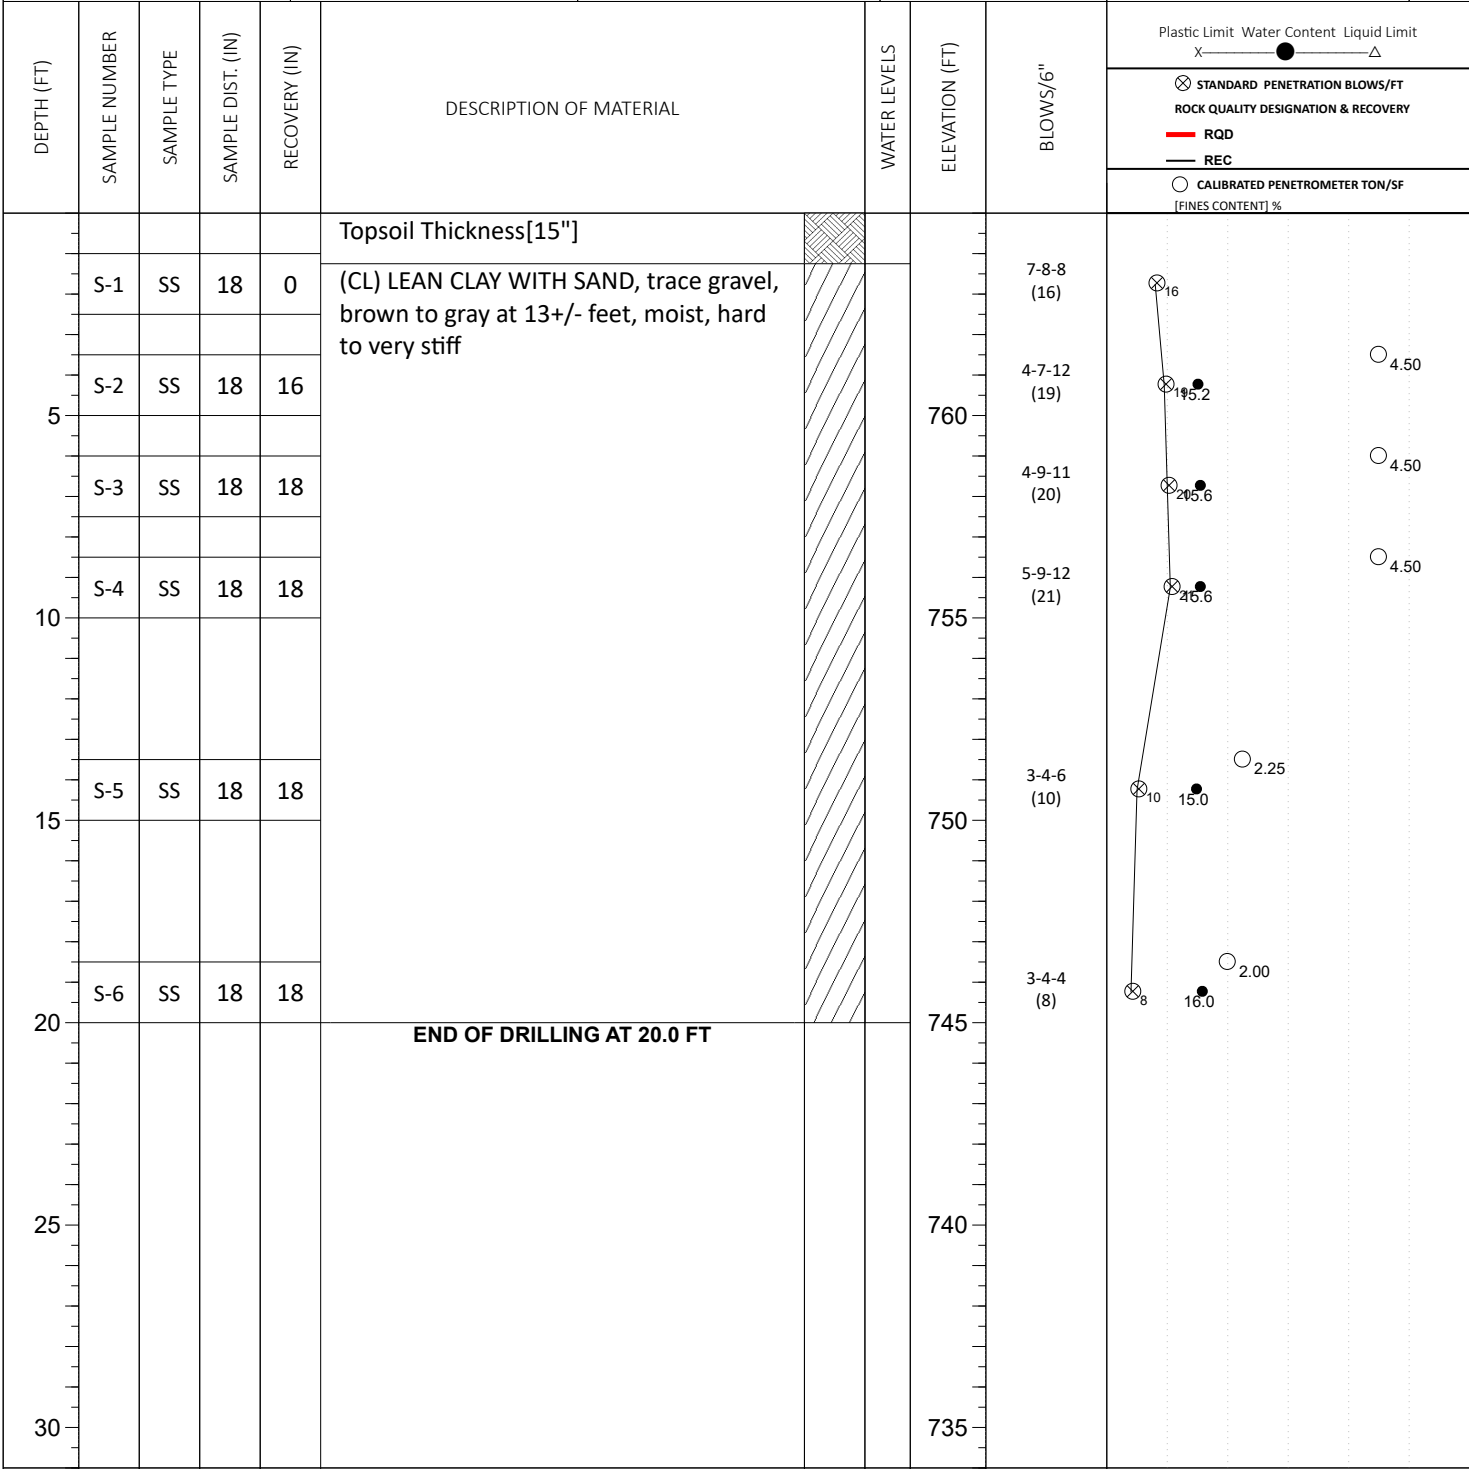 DEPTH (FT)
SAMPLE NUMBER
SAMPLE TYPE
SAMPLE DIST. (IN)
RECOVERY (IN)
DESCRIPTION OF MATERIAL
WATER LEVELS
ELEVATION (FT)
BLOWS/6"
Plastic Limit Water Content Liquid Limit
X
STANDARD PENETRATION BLOWS/FT
ROCK QUALITY DESIGNATION & RECOVERY
RQD
REC
CALIBRATED PENETROMETER TON/SF
[FINES CONTENT] %
Topsoil Thickness[15"]
S-1 SS 18 0
(CL) LEAN CLAY WITH SAND, trace gravel,
brown to gray at 13+/- feet, moist, hard
to very stiff
7-8-8
(16)
16
4.50
S-2 SS 18 16
4-7-12
(19)
19
15.2
5
760
4.50
S-3 SS 18 18
4-9-11
(20)
20
15.6
4.50
S-4 SS 18 18
5-9-12
(21)
21
15.6
10
755
2.25
S-5 SS 18 18
3-4-6
(10)
10
15.0
15
750
2.00
S-6 SS 18 18
3-4-4
(8)
8
16.0
20
745
END OF DRILLING AT 20.0 FT
25
740
30
735